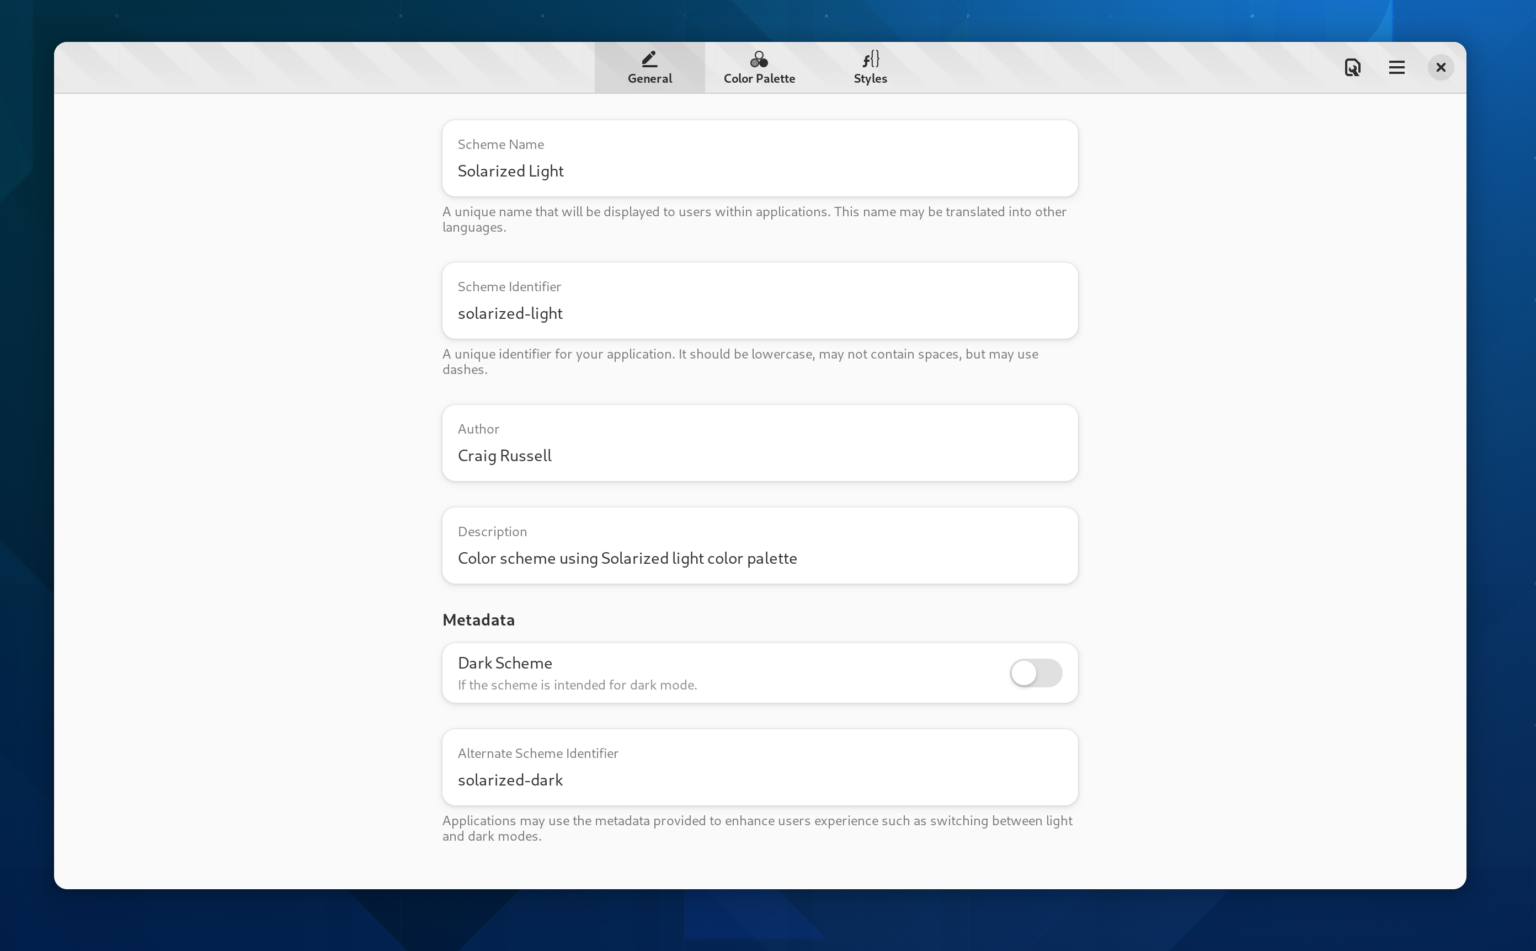 General
Color Palette
f{}
Styles
Scheme Name
Solarized Light
A unique name that will be displayed to users within applications. This name may be translated into other
languages.
Scheme Identifier
solarized-light
A unique identifier for your application. It should be lowercase, may not contain spaces, but may use
dashes.
Author
Craig Russell
Description
Color scheme using Solarized light color palette
Metadata
Dark Scheme
If the scheme is intended for dark mode.
Alternate Scheme Identifier
solarized-dark
Applications may use the metadata provided to enhance users experience such as switching between light
and dark modes.